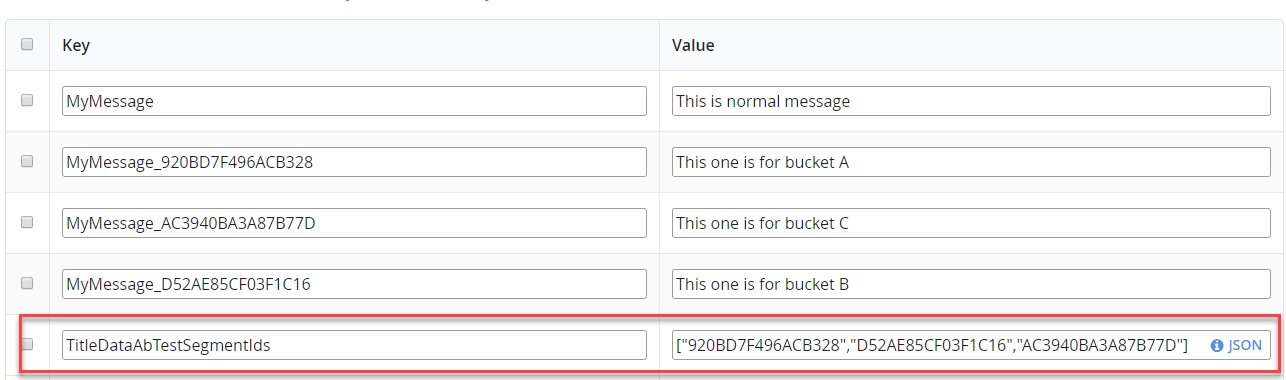 Key Value
MyMessage This is normal message
MyMessage_920BD7F496ACB328 This one is for bucket A
MyMessage_AC3940BA3A87B77D This one is for bucket C
MyMessage_D52AE85CF03F1C16 This one is for bucket B
TitleDataAbTestSegmentIds ["920BD7F496ACB328","D52AE85CF03F1C16","AC3940BA3A87B77D"] JSON